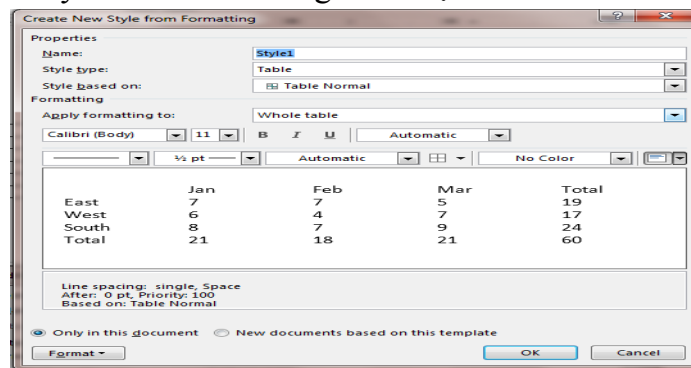 Create New Style from Formatting
Properties
Name: Style1
Style type: Table
Style based on: Table Normal
Formatting
Apply formatting to: Whole table
Calibri (Body) 11 B I U Automatic
½ pt Automatic No Color
Jan Feb Mar Total
East 7 7 5 19
West 6 4 7 17
South 8 7 9 24
Total 21 18 21 60
Line spacing: single, Space
After: 0 pt, Priority: 100
Based on: Table Normal
Only in this document New documents based on this template
Format OK Cancel